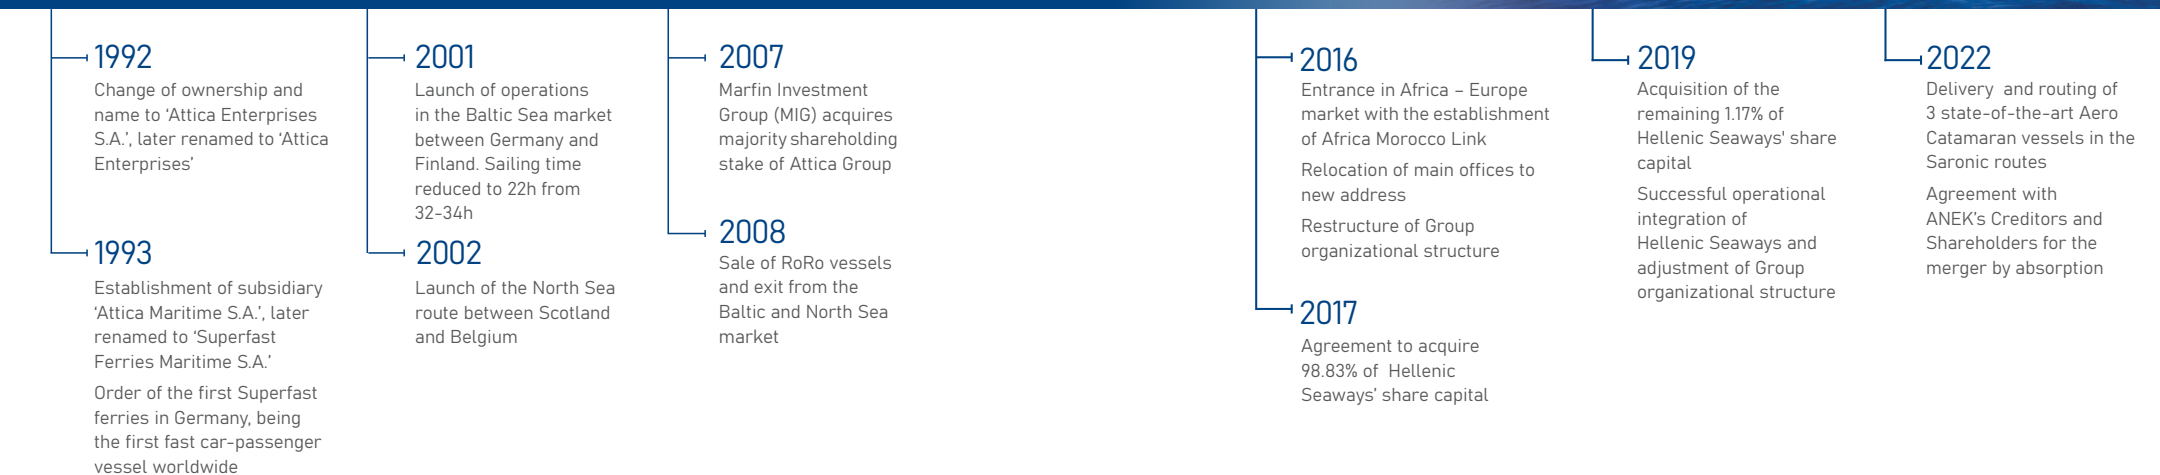 1992
Change of ownership and
name to ‘Attica Enterprises
S.A.’, later renamed to ‘Attica
Enterprises’
1993
Establishment of subsidiary
‘Attica Maritime S.A.’, later
renamed to ‘Superfast
Ferries Maritime S.A.’
Order of the first Superfast
ferries in Germany, being
the first fast car-passenger
vessel worldwide
2001
Launch of operations
in the Baltic Sea market
between Germany and
Finland. Sailing time
reduced to 22h from
32-34h
2002
Launch of the North Sea
route between Scotland
and Belgium
2007
Marfin Investment
Group (MIG) acquires
majority shareholding
stake of Attica Group
2008
Sale of RoRo vessels
and exit from the
Baltic and North Sea
market
2016
Entrance in Africa – Europe
market with the establishment
of Africa Morocco Link
Relocation of main offices to
new address
Restructure of Group
organizational structure
2017
Agreement to acquire
98.83% of Hellenic
Seaways’ share capital
2019
Acquisition of the
remaining 1.17% of
Hellenic Seaways' share
capital
Successful operational
integration of
Hellenic Seaways and
adjustment of Group
organizational structure
2022
Delivery and routing of
3 state-of-the-art Aero
Catamaran vessels in the
Saronic routes
Agreement with
ANEK’s Creditors and
Shareholders for the
merger by absorption